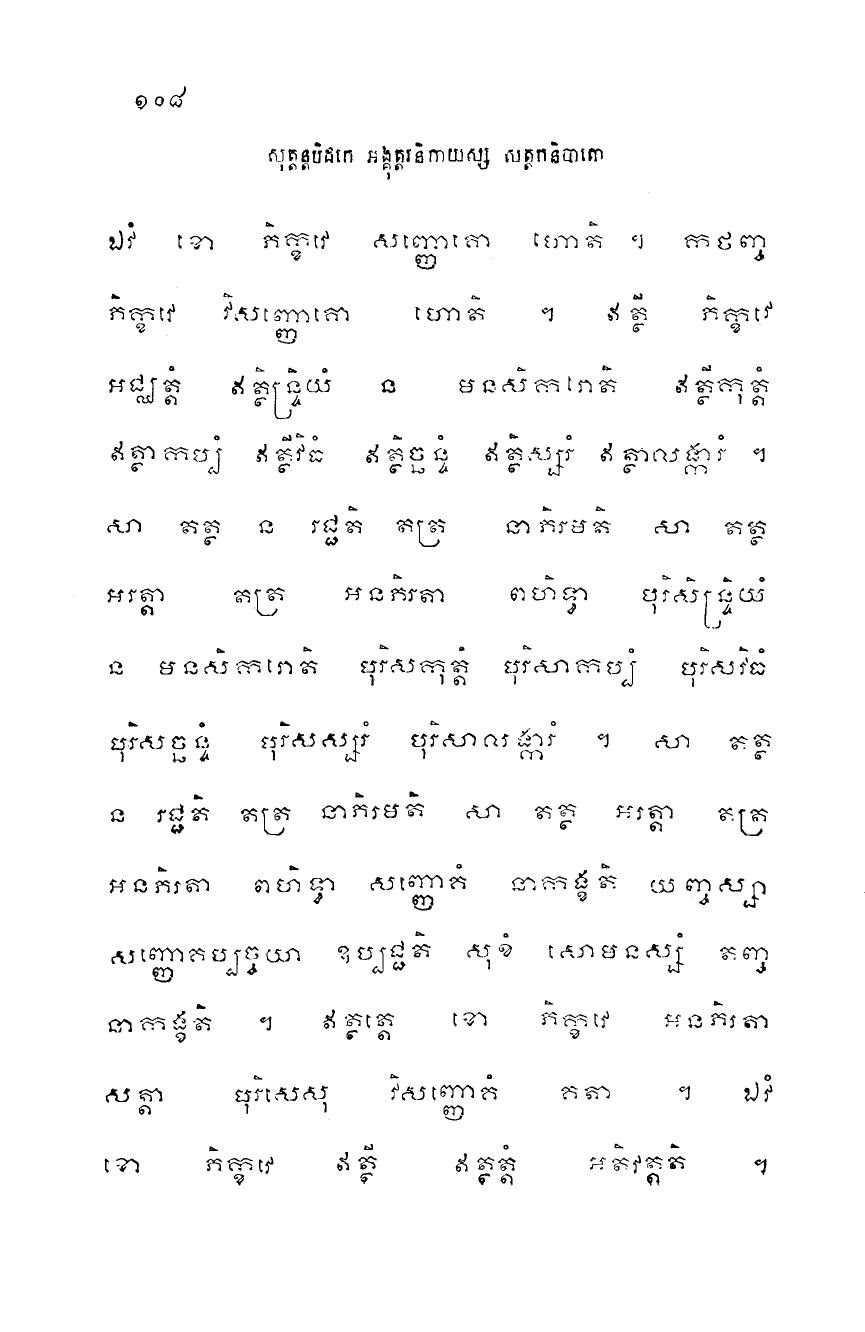 ១០៨
សុត្តន្តបិដកេ អង្គុត្តរនិកាយស្ស សត្តកនិបាតោ
ឯវំ ខោ ភិក្ខវេ សញ្ញោគោ ហោតិ ។ កថញ្ច
ភិក្ខវេ វិសញ្ញោគោ ហោតិ ។ ឥត្ថី ភិក្ខវេ
អជ្ឈត្តំ ឥត្ថិន្ទ្រិយំ ន មនសិករោតិ ឥត្ថីកុត្តំ
ឥត្ថាកប្បំ ឥត្ថីវិធំ ឥត្ថិច្ឆន្ទំ ឥត្ថិស្សរំ ឥត្ថាលង្ការំ ។
សា តត្ថ ន រជ្ជតិ តត្រ នាភិរមតិ សា តត្ថ
អរត្តា តត្រ អនភិរតា ពហិទ្ធា បុរិសិន្ទ្រិយំ
ន មនសិករោតិ បុរិសកុត្តំ បុរិសាកប្បំ បុរិសវិធំ
បុរិសច្ឆន្ទំ បុរិសស្សរំ បុរិសាលង្ការំ ។ សា តត្ថ
ន រជ្ជតិ តត្រ នាភិរមតិ សា តត្ថ អរត្តា តត្រ
អនភិរតា ពហិទ្ធា សញ្ញោគំ នាកង្ខតិ យញ្ចស្សា
សញ្ញោគប្បច្ចយា ឧប្បជ្ជតិ សុខំ សោមនស្សំ តញ្ច
នាកង្ខតិ ។ ឥត្ថត្តេ ខោ ភិក្ខវេ អនភិរតា
សត្តា បុរិសេសុ វិសញ្ញោគំ គតា ។ ឯវំ
ខោ ភិក្ខវេ ឥត្ថី ឥត្ថត្តំ អតិវត្តតិ ។